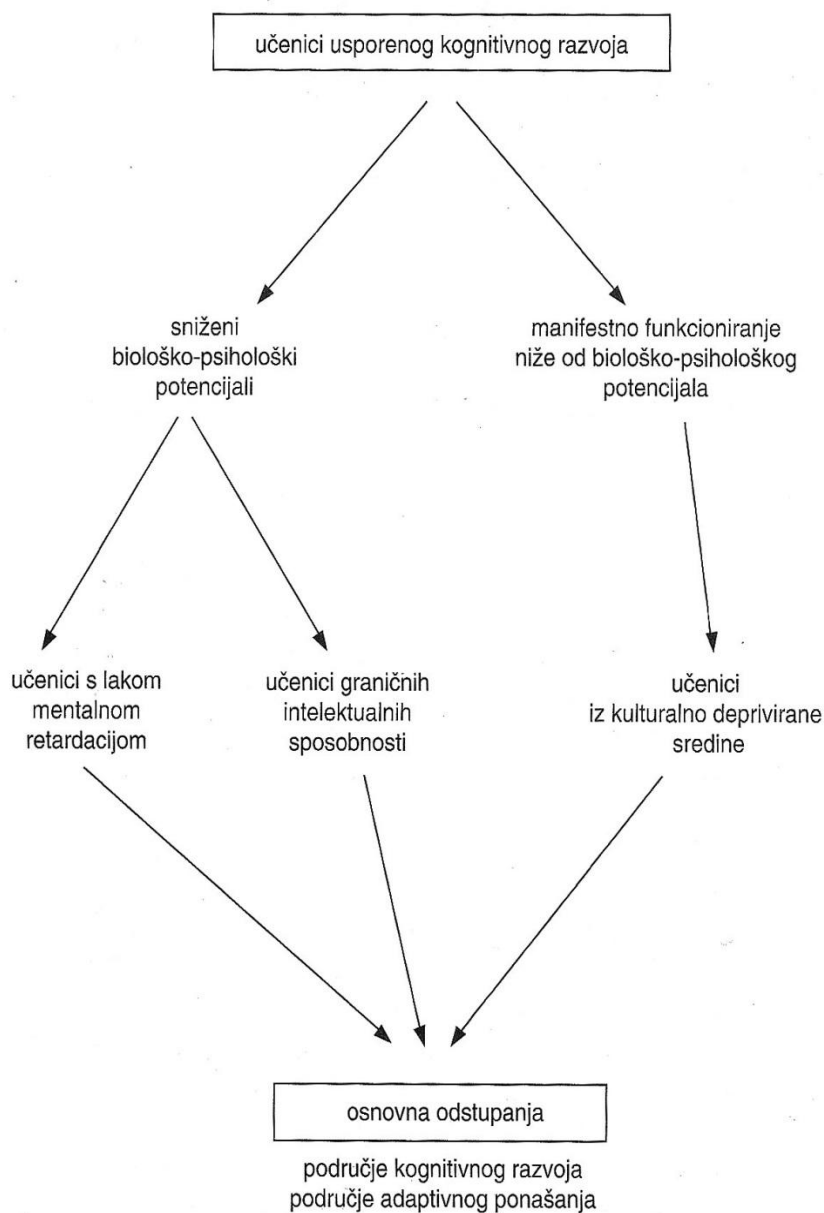 učenici usporenog kognitivnog razvoja
sniženi
biološko-psihološki
potencijali
manifestno funkcioniranje
niže od biološko-psihološkog
potencijala
učenici s lakom
mentalnom
retardacijom
učenici graničnih
intelektualnih
sposobnosti
učenici
iz kulturalno deprivirane
sredine
osnovna odstupanja
područje kognitivnog razvoja
područje adaptivnog ponašanja